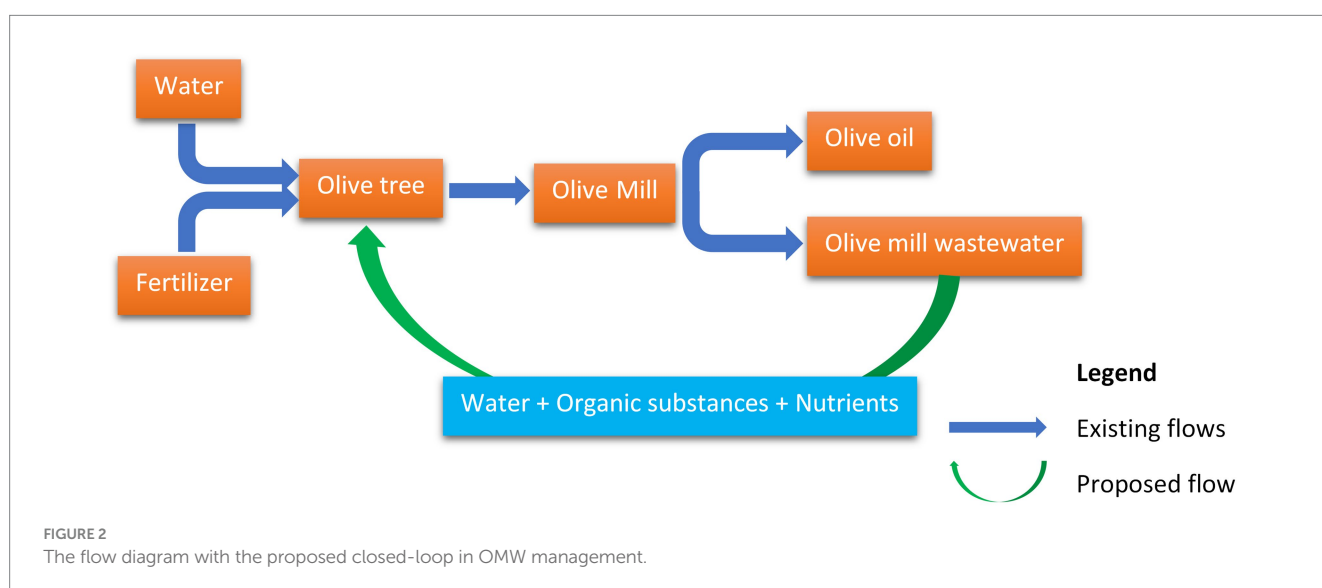 Water
Olive oil
Olive tree
Olive Mill
Olive mill wastewater
Fertilizer
Water + Organic substances + Nutrients
Legend
Existing flows
Proposed flow
FIGURE 2
The flow diagram with the proposed closed-loop in OMW management.